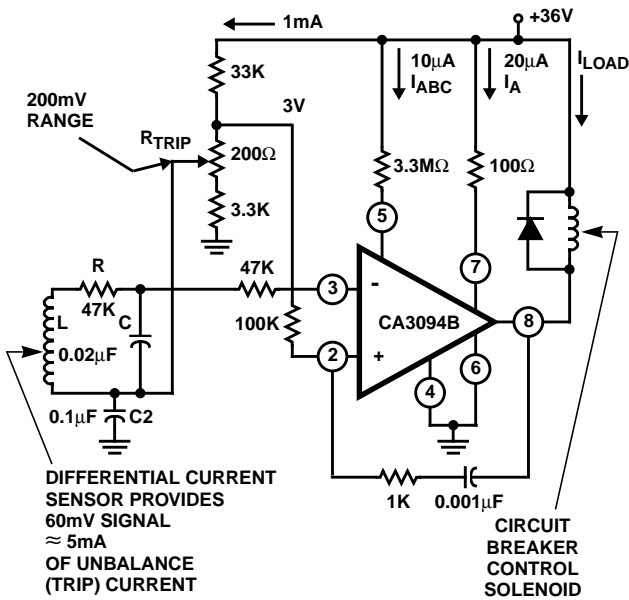 1mA
+36V
33K
10µA
I_ABC
20µA
I_A
I_LOAD
3V
200mV
RANGE
R_TRIP
200Ω
3.3MΩ
100Ω
3.3K
5
7
R
47K
47K
3
-
CA3094B
8
L
C
100K
0.02µF
2
+
4
6
0.1µF
C2
1K
0.001µF
DIFFERENTIAL CURRENT
SENSOR PROVIDES
60mV SIGNAL
≈ 5mA
OF UNBALANCE
(TRIP) CURRENT
CIRCUIT
BREAKER
CONTROL
SOLENOID